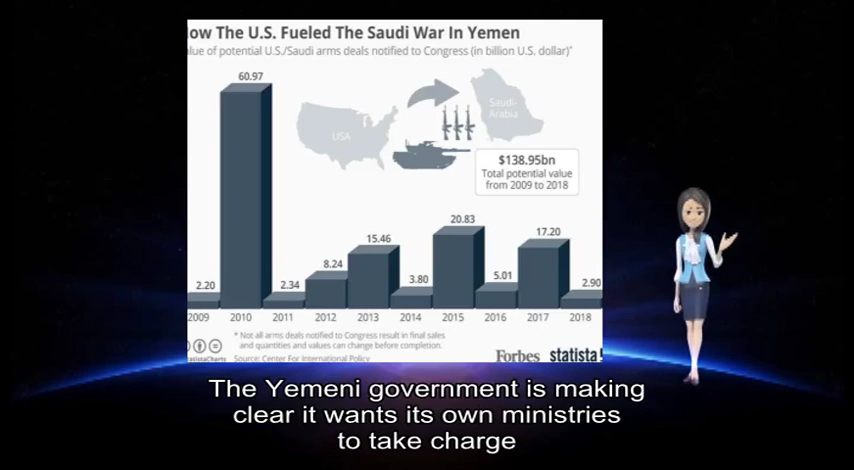 ow The U.S. Fueled The Saudi War In Yemen
lue of potential U.S./Saudi arms deals notified to Congress (in billion U.S. dollar)*
60.97
USA
Saudi-
Arabia
$138.95bn
Total potential value
from 2009 to 2018
2.20
2.34
8.24
15.46
3.80
20.83
5.01
17.20
2.90
2009 2010 2011 2012 2013 2014 2015 2016 2017 2018
* Not all arms deals notified to Congress result in final sales
and quantities and values can change before completion.
tatistaCharts Source: Center For International Policy
Forbes statista
The Yemeni government is making
clear it wants its own ministries
to take charge